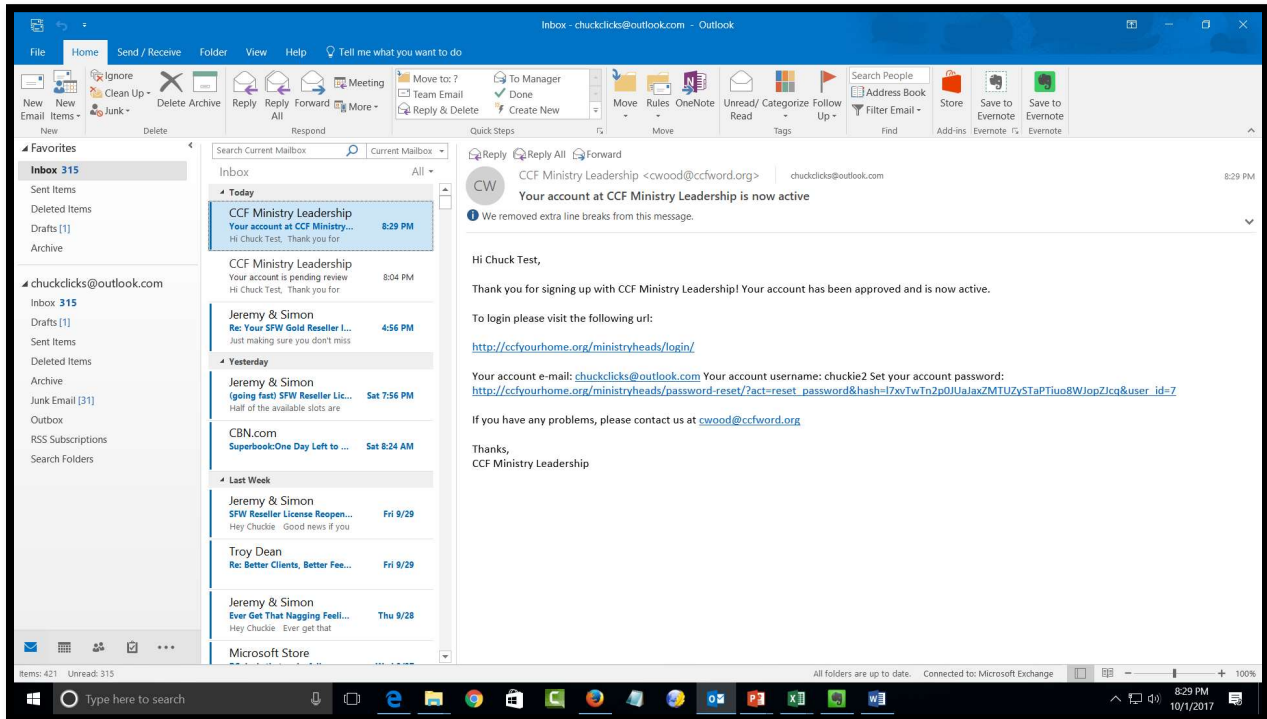 Inbox - chuckclicks@outlook.com - Outlook
File Home Send / Receive Folder View Help Tell me what you want to do
New Email
New Items
Ignore
Clean Up
Junk
Delete
Archive
Reply
Reply All
Forward
Meeting
More
Move to: ?
Team Email
Reply & Delete
To Manager
Done
Create New
Move
Rules
OneNote
Unread/ Read
Categorize
Follow Up
Search People
Address Book
Filter Email
Store
Save to Evernote
Save to Evernote
New Delete Respond Quick Steps Move Tags Find Add-ins Evernote Evernote
Favorites
Inbox 315
Sent Items
Deleted Items
Drafts [1]
Archive
chuckclicks@outlook.com
Inbox 315
Drafts [1]
Sent Items
Deleted Items
Archive
Junk Email [31]
Outbox
RSS Subscriptions
Search Folders
Search Current Mailbox Current Mailbox
Inbox All
Today
CCF Ministry Leadership
Your account at CCF Ministry... 8:29 PM
Hi Chuck Test, Thank you for
CCF Ministry Leadership
Your account is pending review 8:04 PM
Hi Chuck Test, Thank you for
Jeremy & Simon
Re: Your SFW Gold Reseller l... 4:56 PM
Just making sure you don't miss
Yesterday
Jeremy & Simon
(going fast) SFW Reseller Lic... Sat 7:56 PM
Half of the available slots are
CBN.com
Superbook:One Day Left to ... Sat 8:24 AM
Last Week
Jeremy & Simon
SFW Reseller License Reopen... Fri 9/29
Hey Chuckie Good news if you
Troy Dean
Re: Better Clients, Better Fee... Fri 9/29
Jeremy & Simon
Ever Get That Nagging Feeli... Thu 9/28
Hey Chuckie Ever get that
Microsoft Store
Reply Reply All Forward
CW
CCF Ministry Leadership <cwood@ccfword.org> chuckclicks@outlook.com 8:29 PM
Your account at CCF Ministry Leadership is now active
We removed extra line breaks from this message.
Hi Chuck Test,
Thank you for signing up with CCF Ministry Leadership! Your account has been approved and is now active.
To login please visit the following url:
http://ccfyourhome.org/ministryheads/login/
Your account e-mail: chuckclicks@outlook.com Your account username: chuckie2 Set your account password:
http://ccfyourhome.org/ministryheads/password-reset/?act=reset_password&hash=l7xvTwTn2p0JUaJaxZMTUZySTaPTiuo8WJopZJcq&user_id=7
If you have any problems, please contact us at cwood@ccfword.org
Thanks,
CCF Ministry Leadership
Items: 421 Unread: 315 All folders are up to date. Connected to: Microsoft Exchange 100%
Type here to search
8:29 PM
10/1/2017